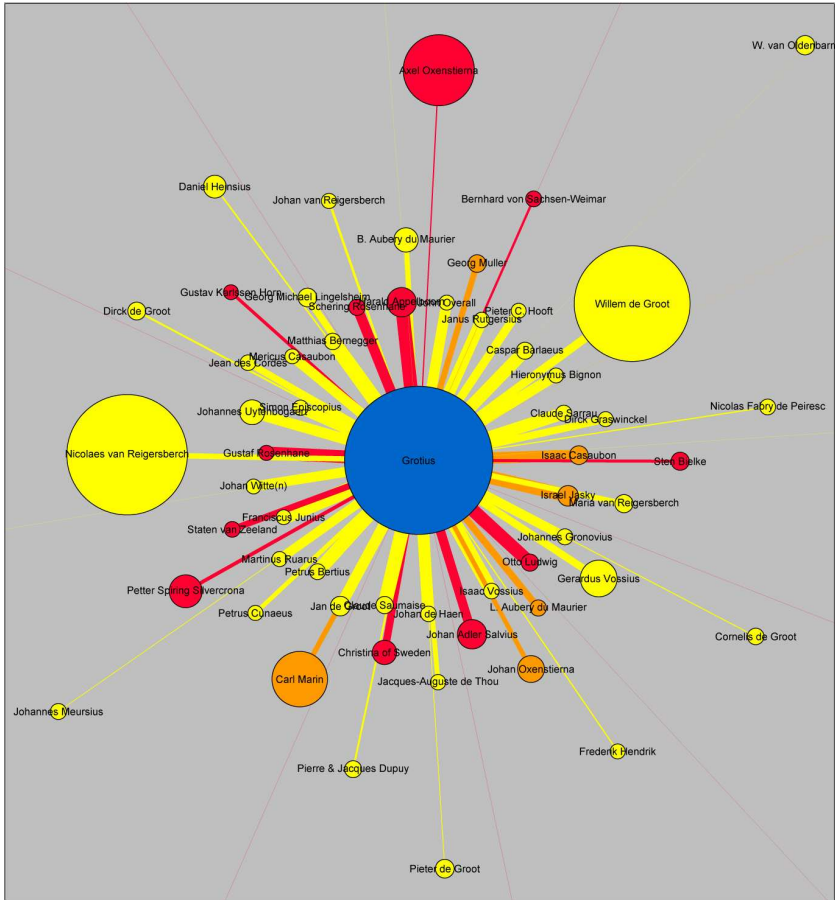 W. van Oldenbarn
Axel Oxenstierna
Daniel Heinsius
Johan van Reigersberch
Bernhard von Sachsen-Weimar
B. Aubery du Maurier
Georg Muller
Gustav Karlsson Horn
Georg Michael Lingelsheim
Schering Rosenhane
Harald Appelboom
John Overall
Dirck de Groot
Janus Rutgersius
Pieter C. Hooft
Willem de Groot
Matthias Bernegger
Caspar Barlaeus
Mericus Casaubon
Jean des Cordes
Hieronymus Bignon
Simon Episcopius
Johannes Uytenbogaert
Claude Sarrau
Dirck Graswinckel
Nicolas Fabry de Peiresc
Nicolaes van Reigersberch
Gustaf Rosenhane
Grotius
Isaac Casaubon
Sten Bielke
Johan Witte(n)
Israel Jasky
Maria van Reigersberch
Franciscus Junius
Staten van Zeeland
Johannes Gronovius
Martinus Ruarus
Otto Ludwig
Petrus Bertius
Gerardus Vossius
Petter Spiring Silvercrona
Isaac Vossius
Petrus Cunaeus
Jan de Groot
Claude Saumaise
Johan de Haen
L. Aubery du Maurier
Johan Adler Salvius
Cornelis de Groot
Christina of Sweden
Johan Oxenstierna
Carl Marin
Jacques-Auguste de Thou
Johannes Meursius
Frederik Hendrik
Pierre & Jacques Dupuy
Pieter de Groot